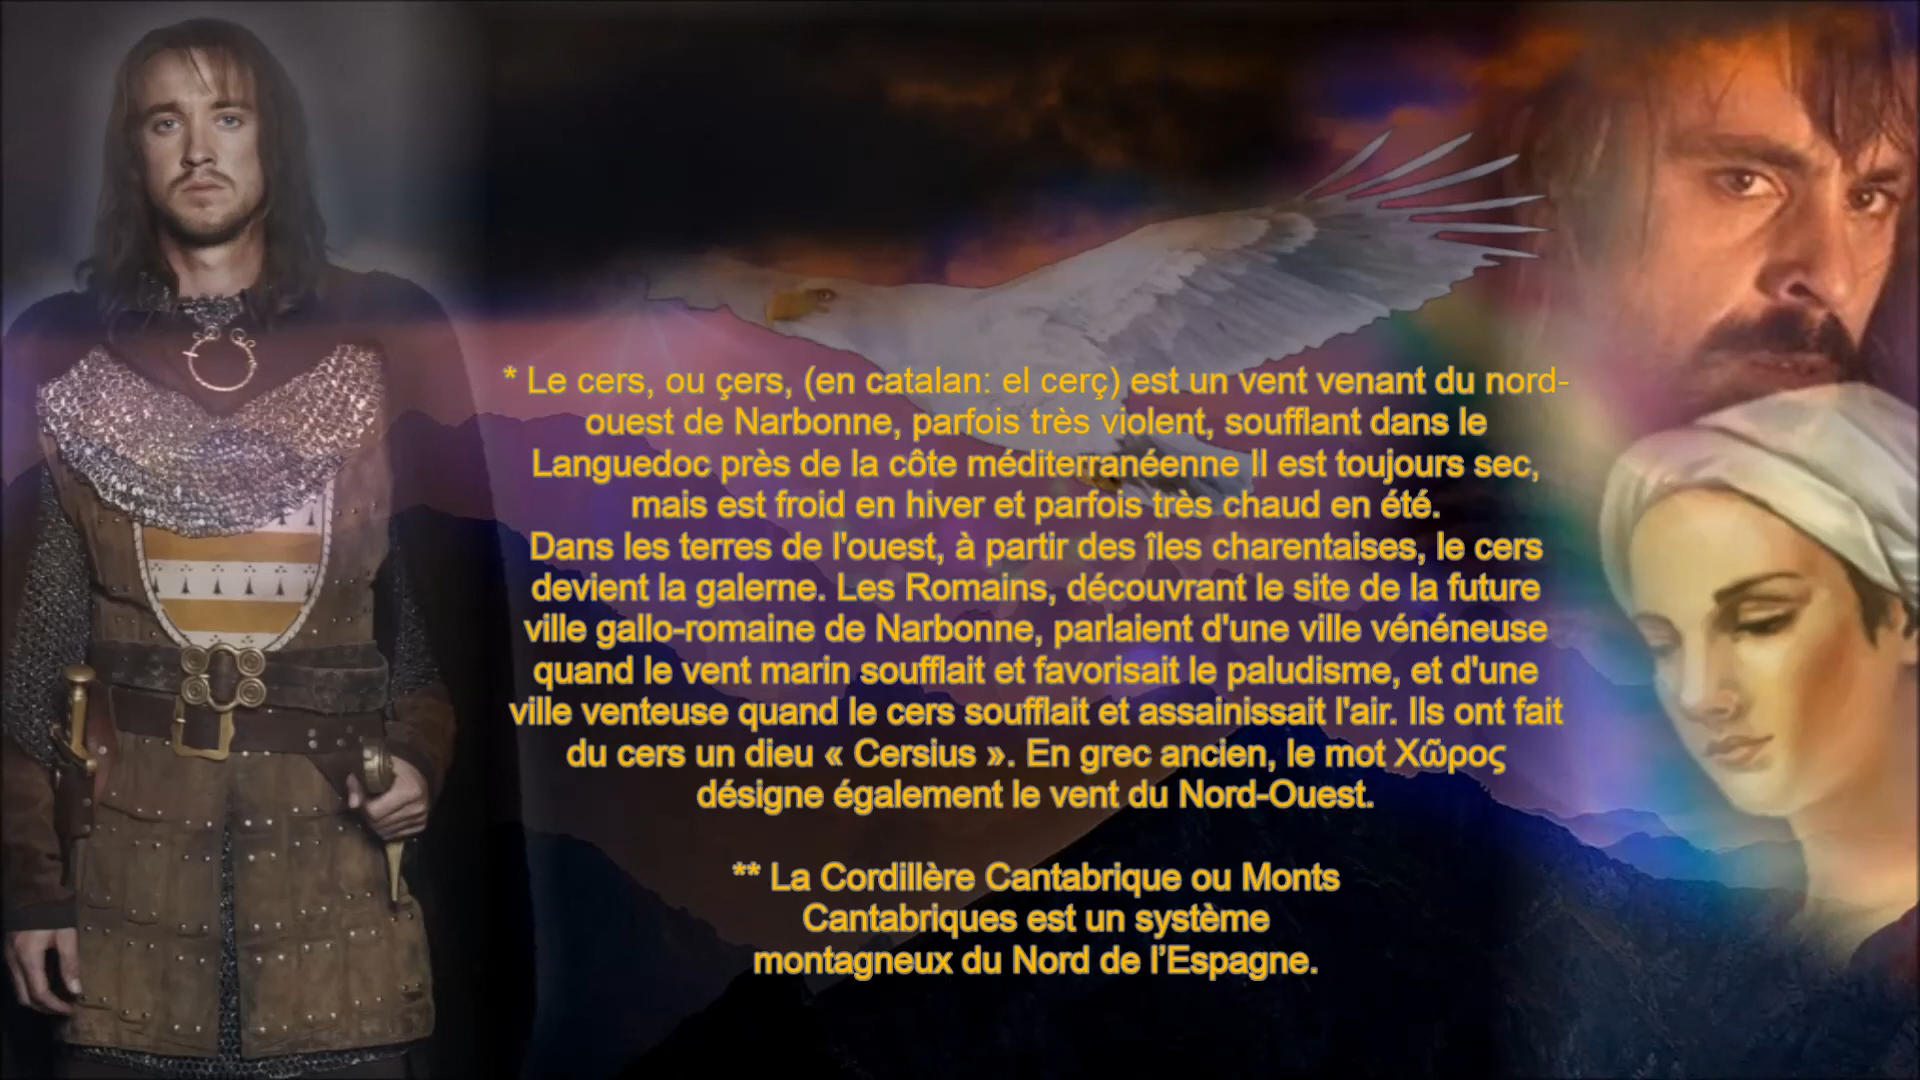 * Le cers, ou çers, (en catalan: el cerç) est un vent venant du nord-
ouest de Narbonne, parfois très violent, soufflant dans le
Languedoc près de la côte méditerranéenne Il est toujours sec,
mais est froid en hiver et parfois très chaud en été.
Dans les terres de l'ouest, à partir des îles charentaises, le cers
devient la galerne. Les Romains, découvrant le site de la future
ville gallo-romaine de Narbonne, parlaient d'une ville vénéneuse
quand le vent marin soufflait et favorisait le paludisme, et d'une
ville venteuse quand le cers soufflait et assainissait l'air. Ils ont fait
du cers un dieu « Cersius ». En grec ancien, le mot Χῶρος
désigne également le vent du Nord-Ouest.
** La Cordillère Cantabrique ou Monts
Cantabriques est un système
montagneux du Nord de l’Espagne.